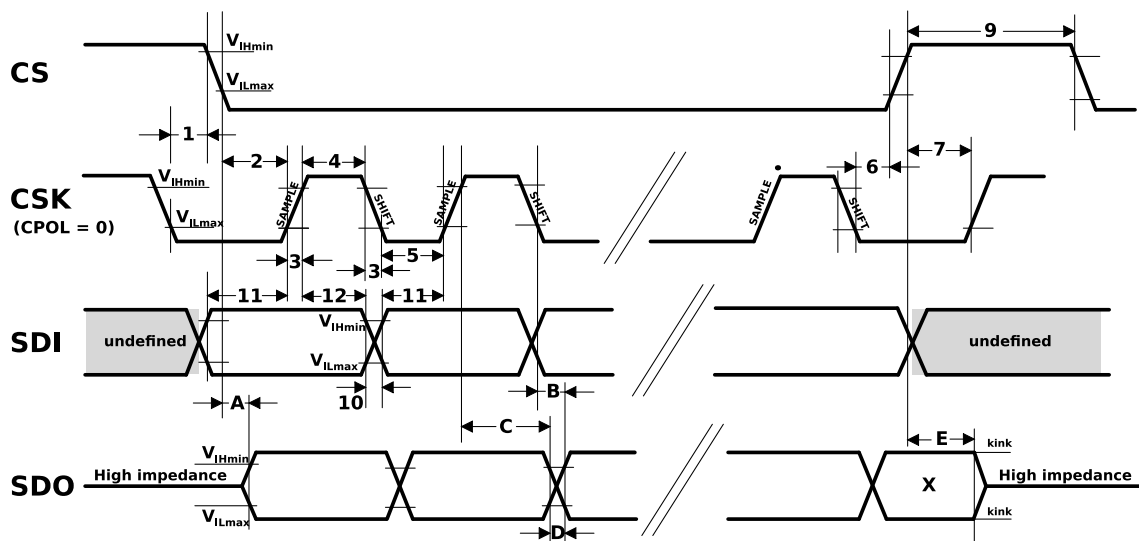 9
V_IHmin
CS
V_ILmax
1
2
4
6
7
V_IHmin
SAMPLE
SHIFT
SAMPLE
SHIFT
SAMPLE
SHIFT
CSK
V_ILmax
(CPOL = 0)
3
3
5
11
12
11
V_IHmin
SDI
undefined
undefined
V_ILmax
10
B
A
C
E
V_IHmin
kink
High impedance
High impedance
SDO
X
V_ILmax
kink
D